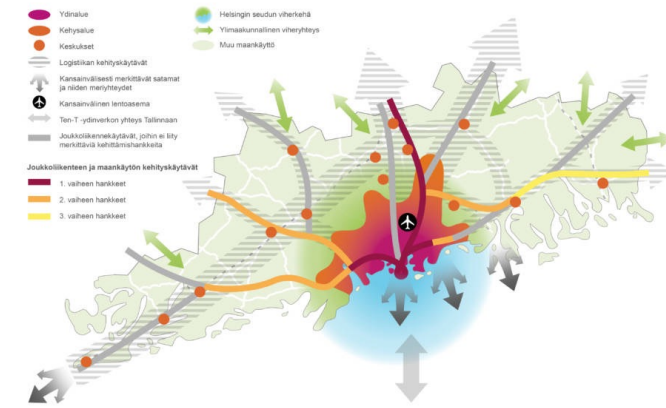 Ydinalue
Kehysalue
Keskukset
Logistiikan kehityskäytävät
Kansainvälisesti merkittävät satamat
ja niiden meriyhteydet
Kansainvälinen lentoasema
Ten-T -ydinverkon yhteys Tallinnaan
Joukkoliikennekäytävät, joihin ei liity
merkittäviä kehittämishankkeita
Joukkoliikenteen ja maankäytön kehityskäytävät
1. vaiheen hankkeet
2. vaiheen hankkeet
3. vaiheen hankkeet
Helsingin seudun viherkehä
Ylimaakunnallinen viheryhteys
Muu maankäyttö